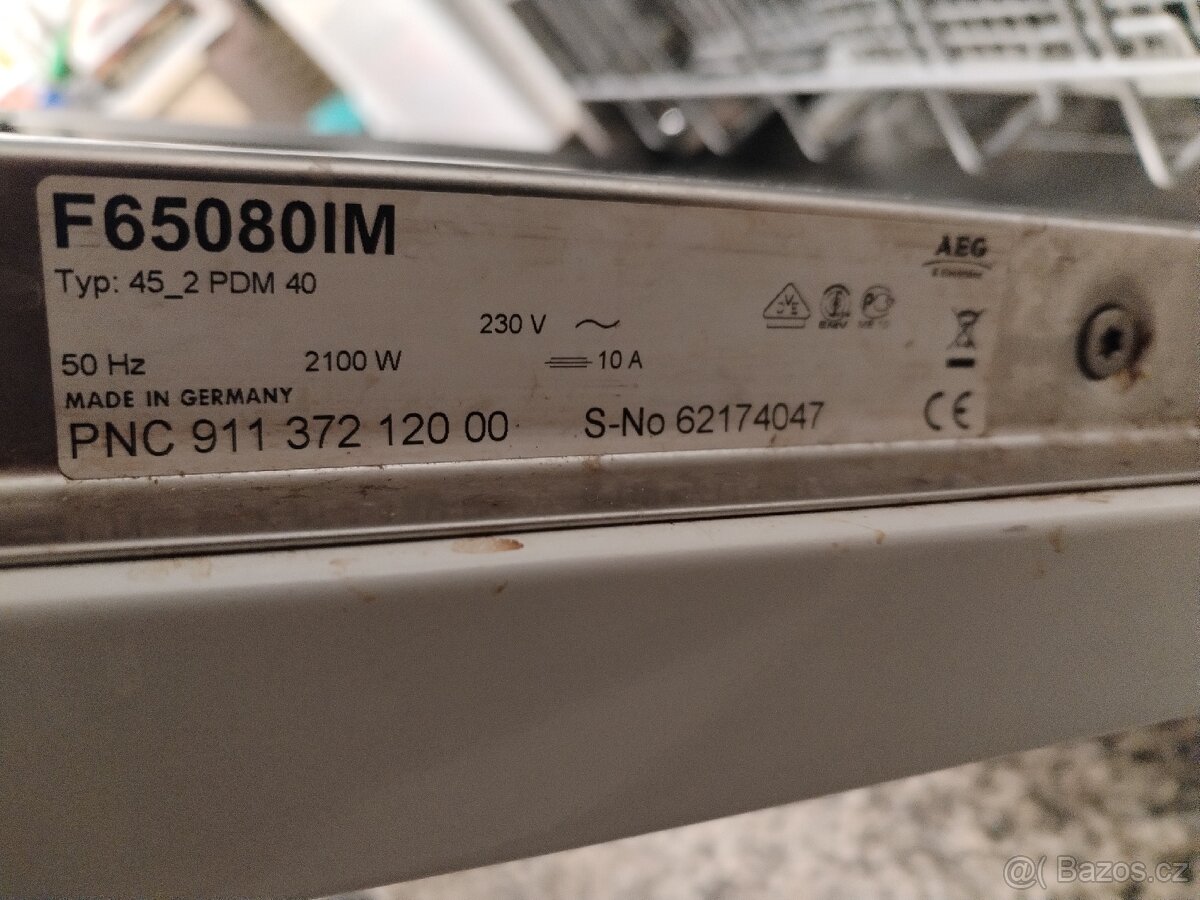 F65080IM
AEG
Typ: 45_2 PDM 40
230 V
50 Hz 2100 W 10 A
MADE IN GERMANY
PNC 911 372 120 00 S-No 62174047
CE
@( Bazos.cz